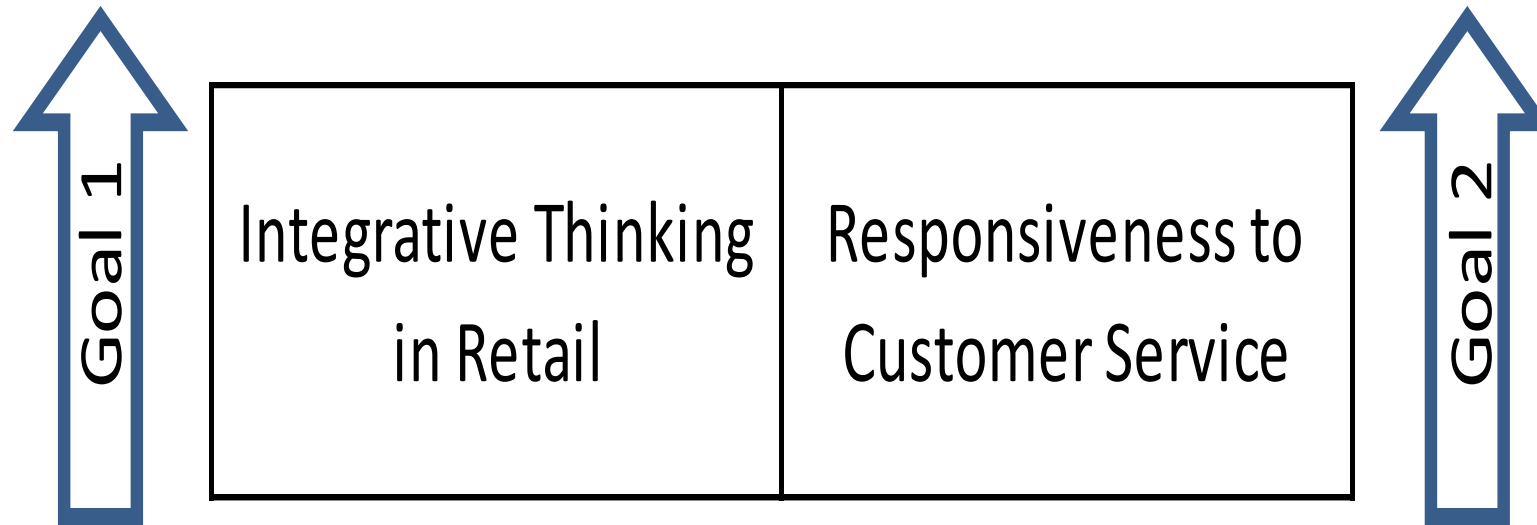 Goal 1
Integrative Thinking
in Retail
Responsiveness to
Customer Service
Goal 2